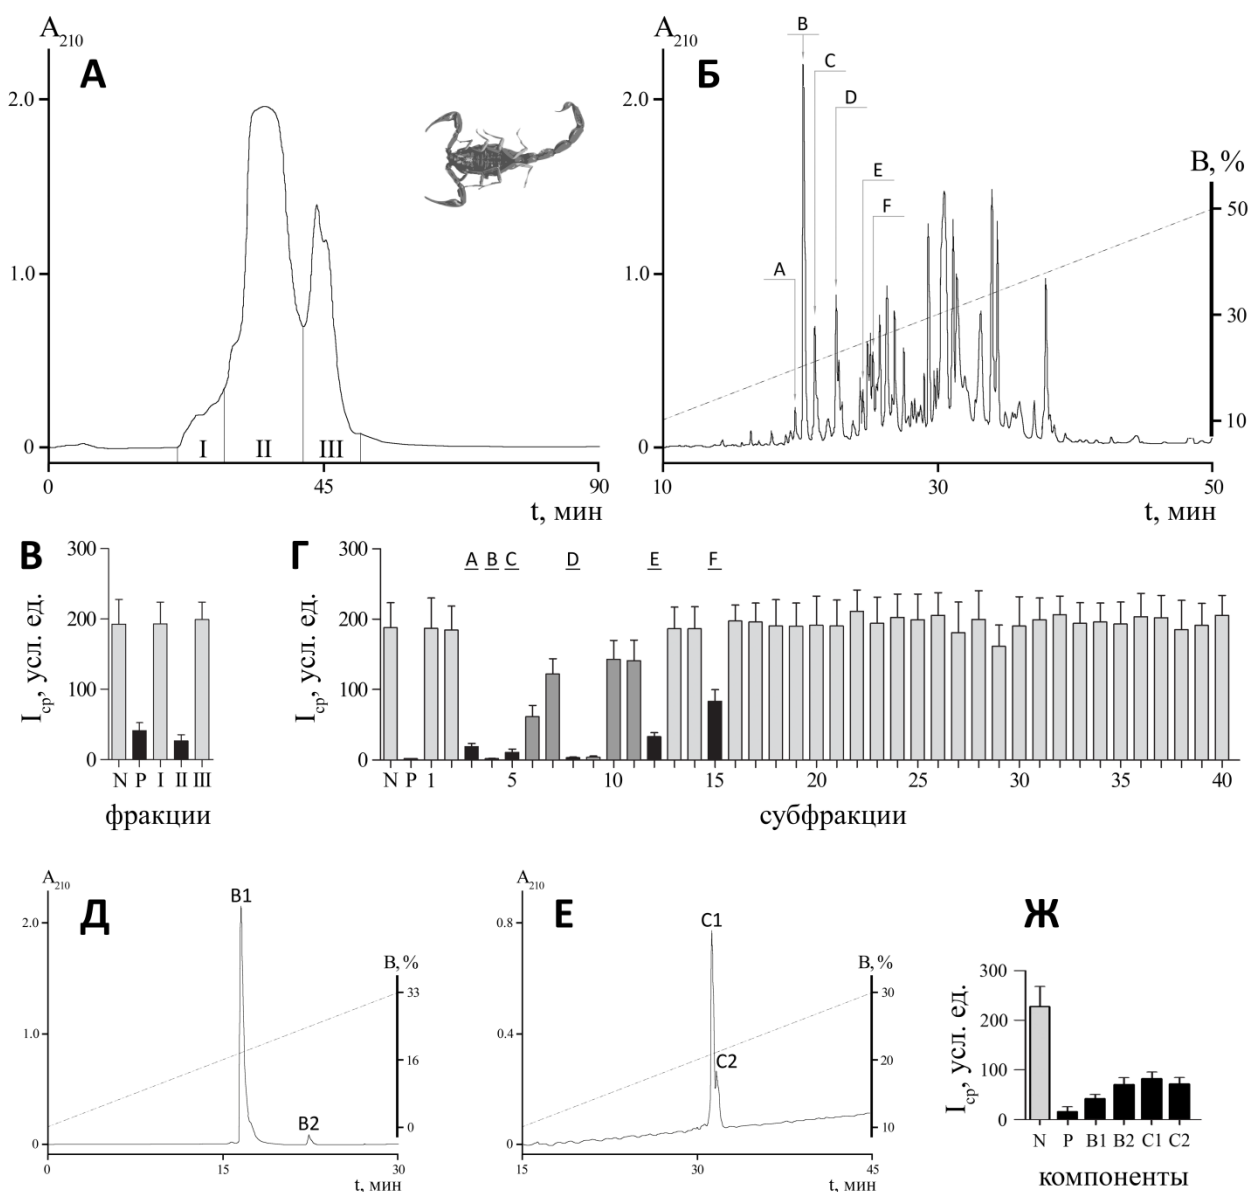 А
A210
2.0
1.0
0
I
II
III
0
45
90
t, мин
Б
A210
2.0
1.0
0
A
B
C
D
E
F
B, %
50
30
10
10
30
50
t, мин
В
Iср, усл. ед.
300
200
100
0
N P I II III
фракции
Г
Iср, усл. ед.
300
200
100
0
A B C D E F
N P 1 5 10 15 20 25 30 35 40
субфракции
Д
A210
2.0
1.0
0
B1
B2
B, %
33
16
0
0
15
30
t, мин
Е
A210
0.8
0.4
0
C1
C2
B, %
30
20
10
15
30
45
t, мин
Ж
Iср, усл. ед.
300
200
100
0
N P B1 B2 C1 C2
компоненты